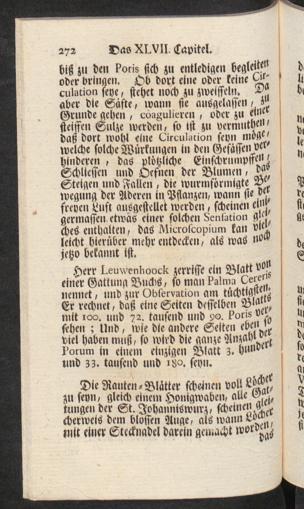 272 Das XLVII. Capitel.
biß zu den Poris sich zu entledigen begleiten
oder bringen. Ob dort eine oder keine Cir-
culation seye, stehet noch zu zweiffeln. Da
aber die Säfte, wann sie ausgelassen, zu
Grunde gehen, coagulieren, oder zu einer
steiffen Sulze werden, so ist zu vermuthen,
daß dort wohl eine Circulation seyn möge,
welche solche Würkungen in den Gefässen ver-
hinderen, das plötzliche Einschrumpffen,
Schliessen und Oefnen der Blumen, das
Steigen und Fallen, die wurmförmigte Be-
wegung der Aderen in Pflanzen, wann sie der
freyen Luft ausgestellet werden, scheinen eini-
germassen etwas einer solchen Sensation glei-
ches enthalten, das Microscopium kan viel-
leicht hierüber mehr entdecken, als was noch
jetzo bekannt ist.
Herr Leuwenhoock zerrisse ein Blatt von
einer Gattung Buchs, so man Palma Cereris
nennet, und zur Observation am tüchtigsten.
Er rechnet, daß eine Seiten desselben Blatts
mit 100. und 72. tausend und 90. Poris ver-
sehen; Und, wie die andere Seiten eben so
viel haben muß, so wird die ganze Anzahl der
Porum in einem einzigen Blatt 3. hundert
und 33. tausend und 180. seyn.
Die Rauten-Blätter scheinen voll Löcher
zu seyn, gleich einem Honigwaben, alle Gat-
tungen der St. Johanniswurz, scheinen glei-
cherweis dem blossen Auge, als wann Löcher
mit einer Stecknadel darein gemacht worden,
das